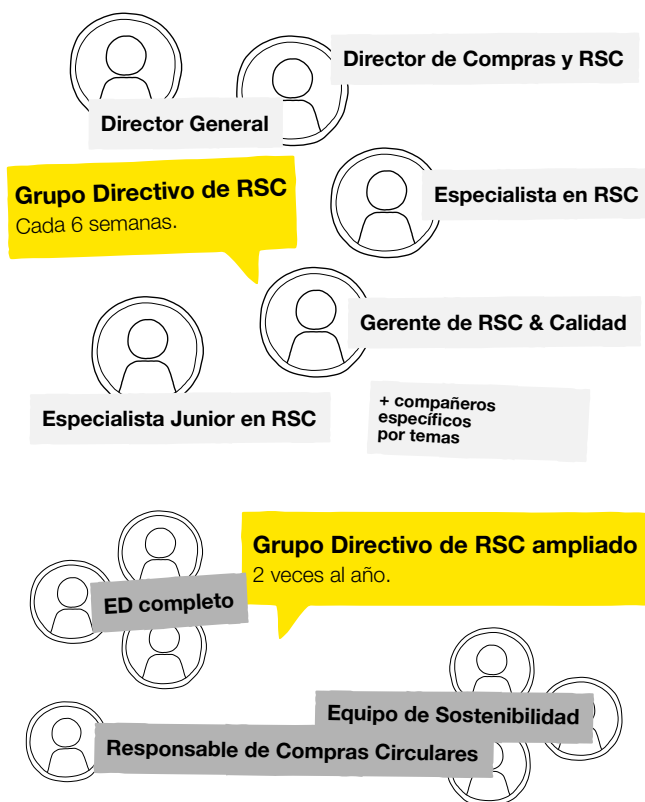 Director de Compras y RSC
Director General
Grupo Directivo de RSC
Cada 6 semanas.
Especialista en RSC
Gerente de RSC & Calidad
Especialista Junior en RSC
+ compañeros
específicos
por temas
Grupo Directivo de RSC ampliado
2 veces al año.
ED completo
Equipo de Sostenibilidad
Responsable de Compras Circulares